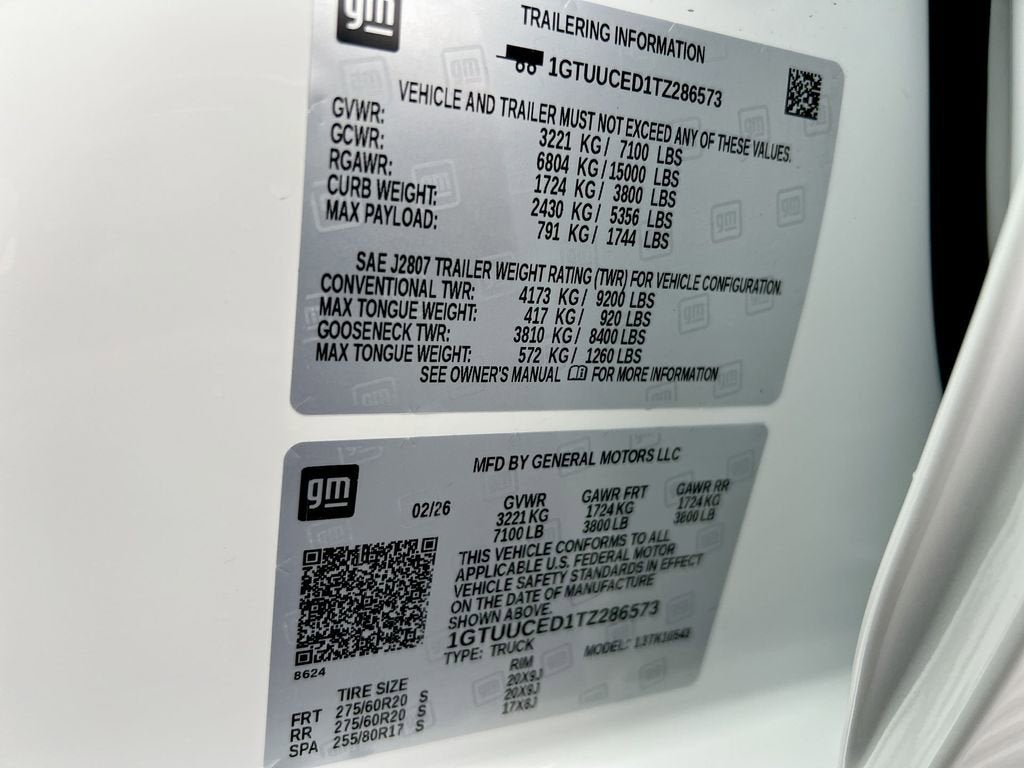 gm
TRAILERING INFORMATION
1GTUUCED1TZ286573
VEHICLE AND TRAILER MUST NOT EXCEED ANY OF THESE VALUES.
GVWR: 3221 KG/ 7100 LBS
GCWR: 6804 KG/ 15000 LBS
RGAWR: 1724 KG/ 3800 LBS
CURB WEIGHT: 2430 KG/ 5356 LBS
MAX PAYLOAD: 791 KG/ 1744 LBS
SAE J2807 TRAILER WEIGHT RATING (TWR) FOR VEHICLE CONFIGURATION.
CONVENTIONAL TWR: 4173 KG/ 9200 LBS
MAX TONGUE WEIGHT: 417 KG/ 920 LBS
GOOSENECK TWR: 3810 KG/ 8400 LBS
MAX TONGUE WEIGHT: 572 KG/ 1260 LBS
SEE OWNER'S MANUAL FOR MORE INFORMATION
gm
MFD BY GENERAL MOTORS LLC
02/26 GVWR GAWR FRT GAWR RR
3221 KG 1724 KG 1724 KG
7100 LB 3800 LB 3800 LB
THIS VEHICLE CONFORMS TO ALL
APPLICABLE U.S. FEDERAL MOTOR
VEHICLE SAFETY STANDARDS IN EFFECT
ON THE DATE OF MANUFACTURE
SHOWN ABOVE.
1GTUUCED1TZ286573
TYPE: TRUCK MODEL: 13TK10543
8624
TIRE SIZE RIM
FRT 275/60R20 S 20X9J
RR 275/60R20 S 20X9J
SPA 255/80R17 S 17X8J